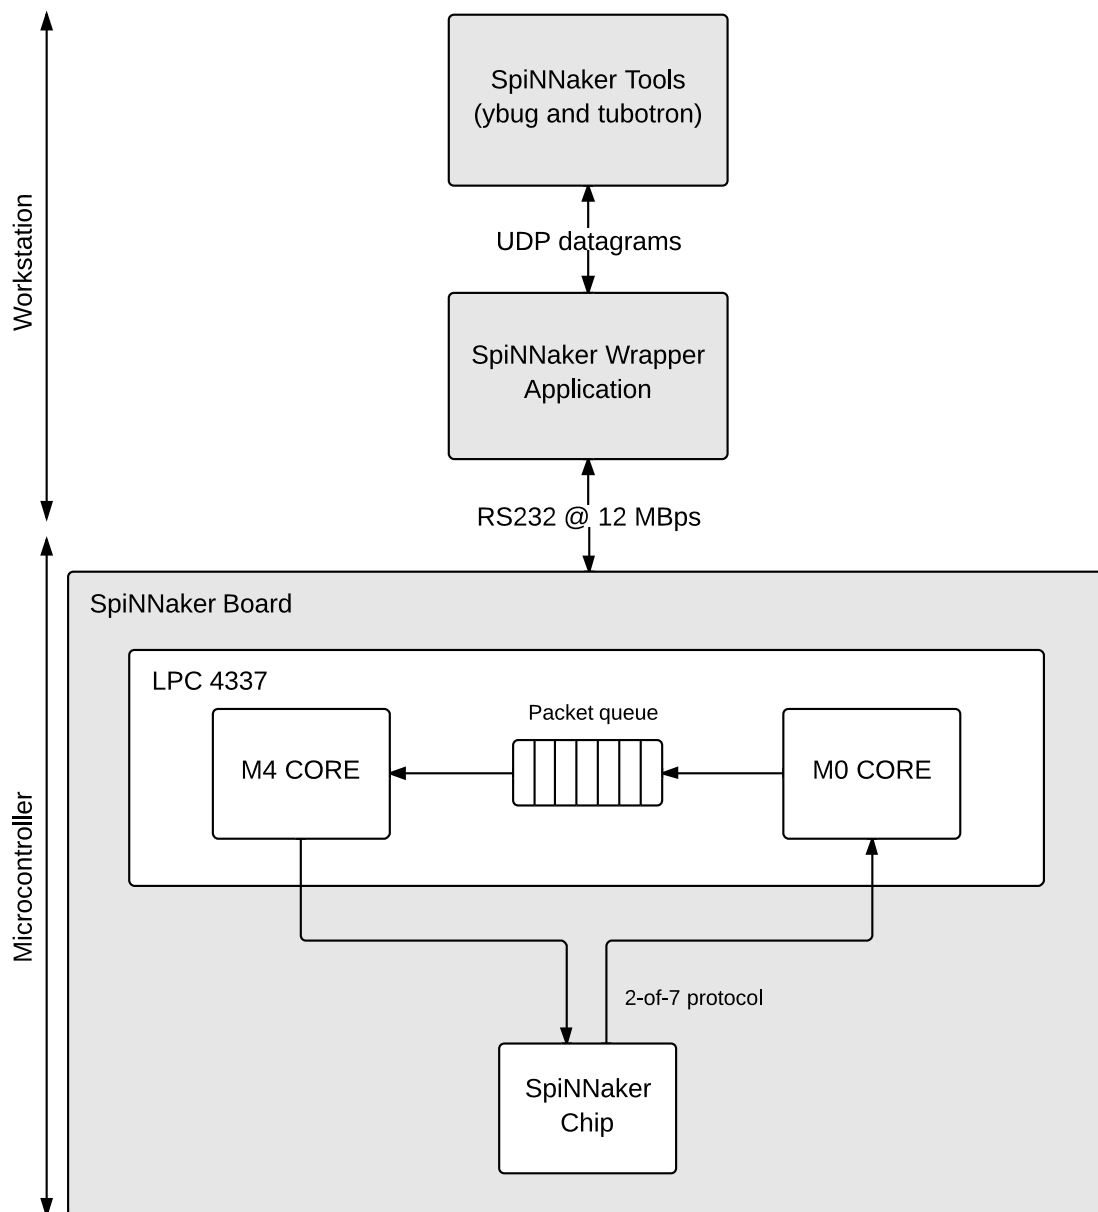 SpiNNaker Tools
(ybug and tubotron)
UDP datagrams
Workstation
SpiNNaker Wrapper
Application
RS232 @ 12 MBps
SpiNNaker Board
LPC 4337
Packet queue
M4 CORE
M0 CORE
Microcontroller
2-of-7 protocol
SpiNNaker
Chip